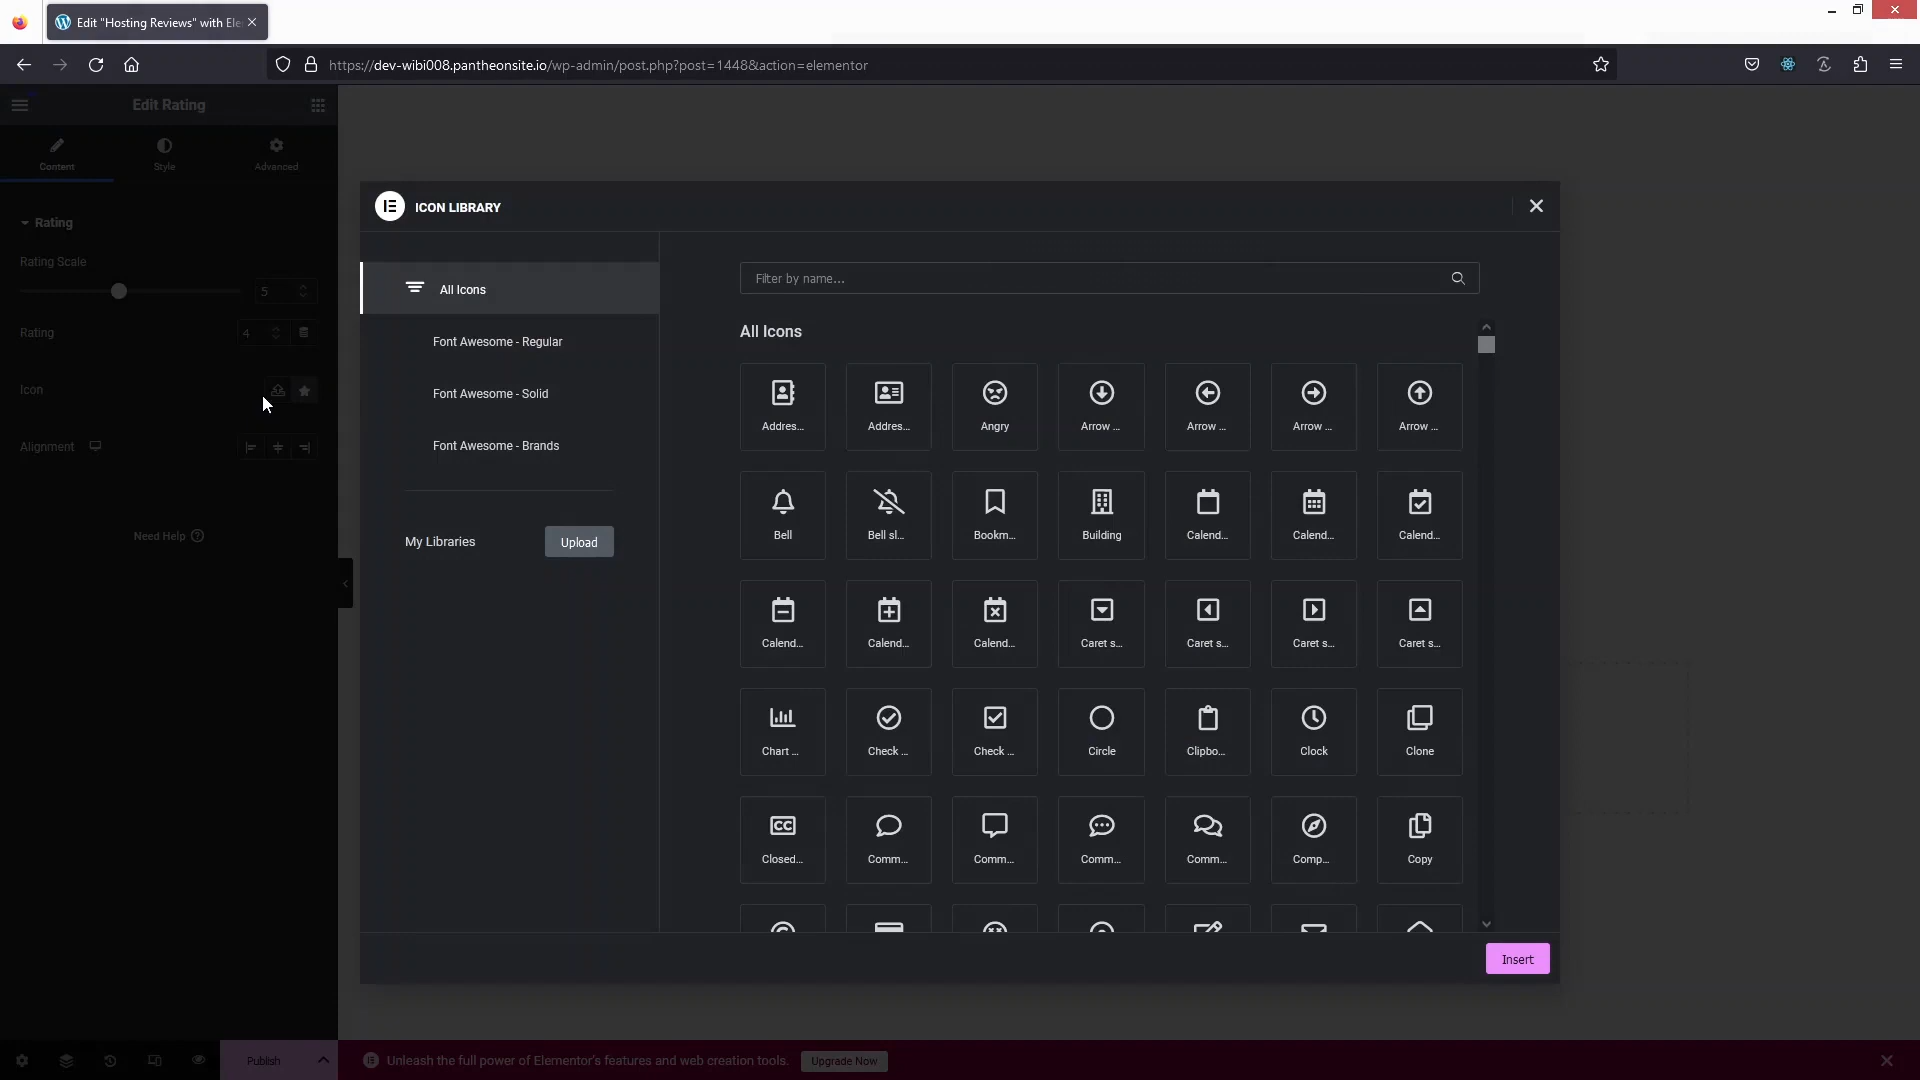 Edit "Hosting Reviews" with Ele
https://dev-wibi008.pantheonsite.io/wp-admin/post.php?post=1448&action=elementor
Edit Rating
Content
Style
Advanced
Rating
Rating Scale
5
Rating
4
Icon
Alignment
Need Help
ICON LIBRARY
All Icons
Font Awesome - Regular
Font Awesome - Solid
Font Awesome - Brands
My Libraries
Upload
Filter by name...
All Icons
Addres...
Addres...
Angry
Arrow ...
Arrow ...
Arrow ...
Arrow ...
Bell
Bell sl...
Bookm...
Building
Calend...
Calend...
Calend...
Calend...
Calend...
Calend...
Caret s...
Caret s...
Caret s...
Caret s...
Chart ...
Check ...
Check ...
Circle
Clipbo...
Clock
Clone
Closed...
Comm...
Comm...
Comm...
Comm...
Comp...
Copy
Insert
Publish
Unleash the full power of Elementor's features and web creation tools.
Upgrade Now